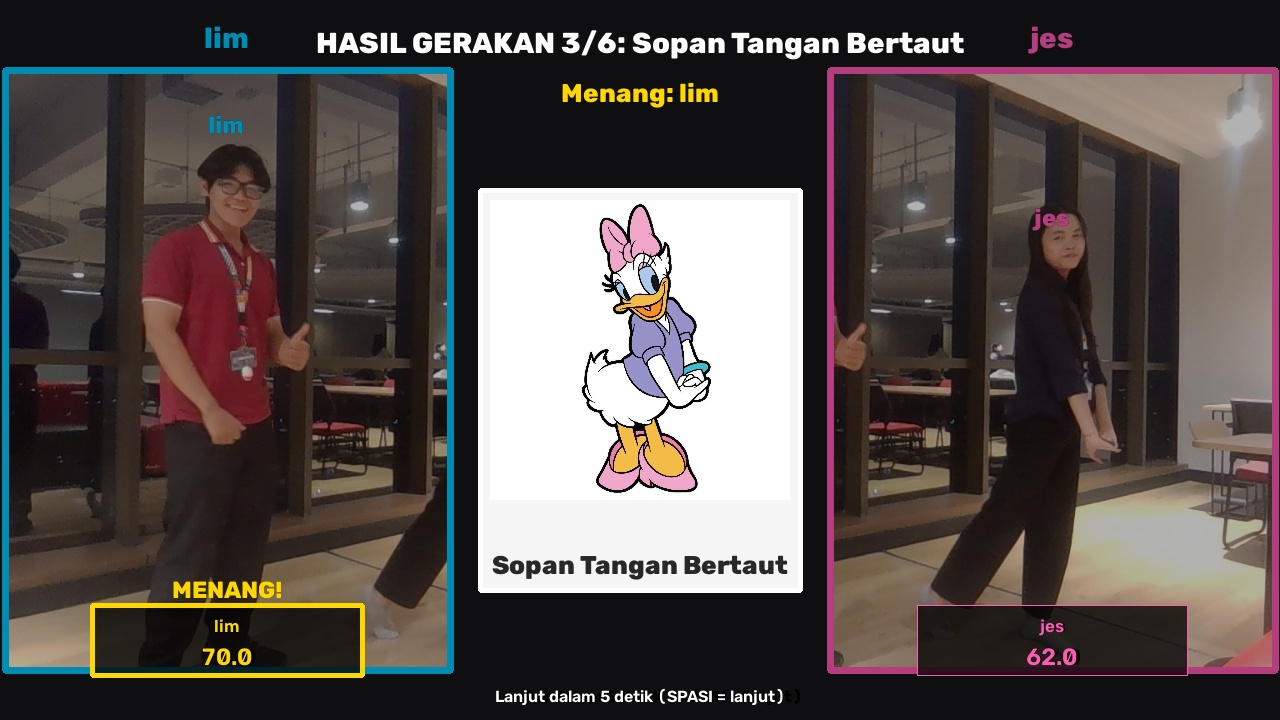 lim
HASIL GERAKAN 3/6: Sopan Tangan Bertaut
jes
Menang: lim
lim
jes
Sopan Tangan Bertaut
MENANG!
lim
70.0
jes
62.0
Lanjut dalam 5 detik (SPASI = lanjut)